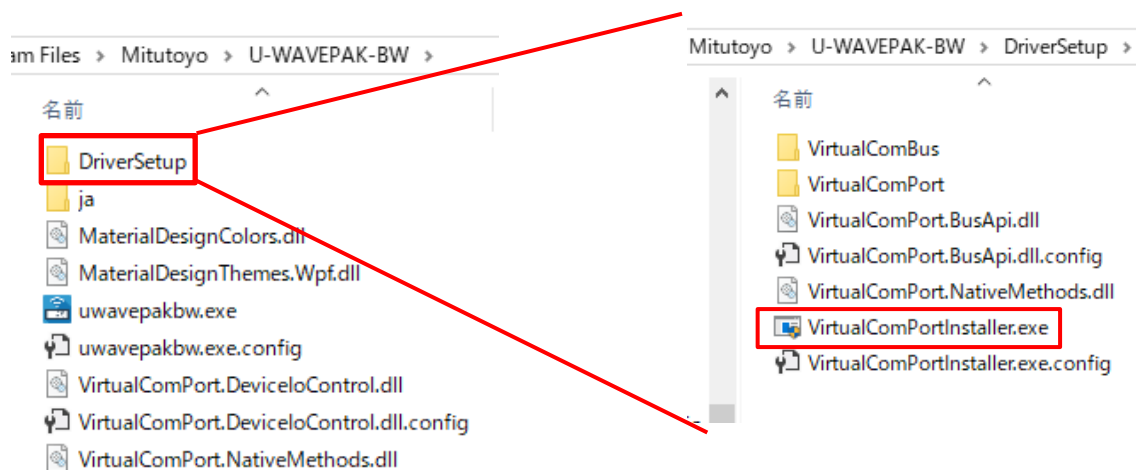 am Files > Mitutoyo > U-WAVEPAK-BW >
名前
DriverSetup
ja
MaterialDesignColors.dll
MaterialDesignThemes.Wpf.dll
uwavepakbw.exe
uwavepakbw.exe.config
VirtualComPort.DeviceIoControl.dll
VirtualComPort.DeviceIoControl.dll.config
VirtualComPort.NativeMethods.dll
Mitutoyo > U-WAVEPAK-BW > DriverSetup >
名前
VirtualComBus
VirtualComPort
VirtualComPort.BusApi.dll
VirtualComPort.BusApi.dll.config
VirtualComPort.NativeMethods.dll
VirtualComPortInstaller.exe
VirtualComPortInstaller.exe.config